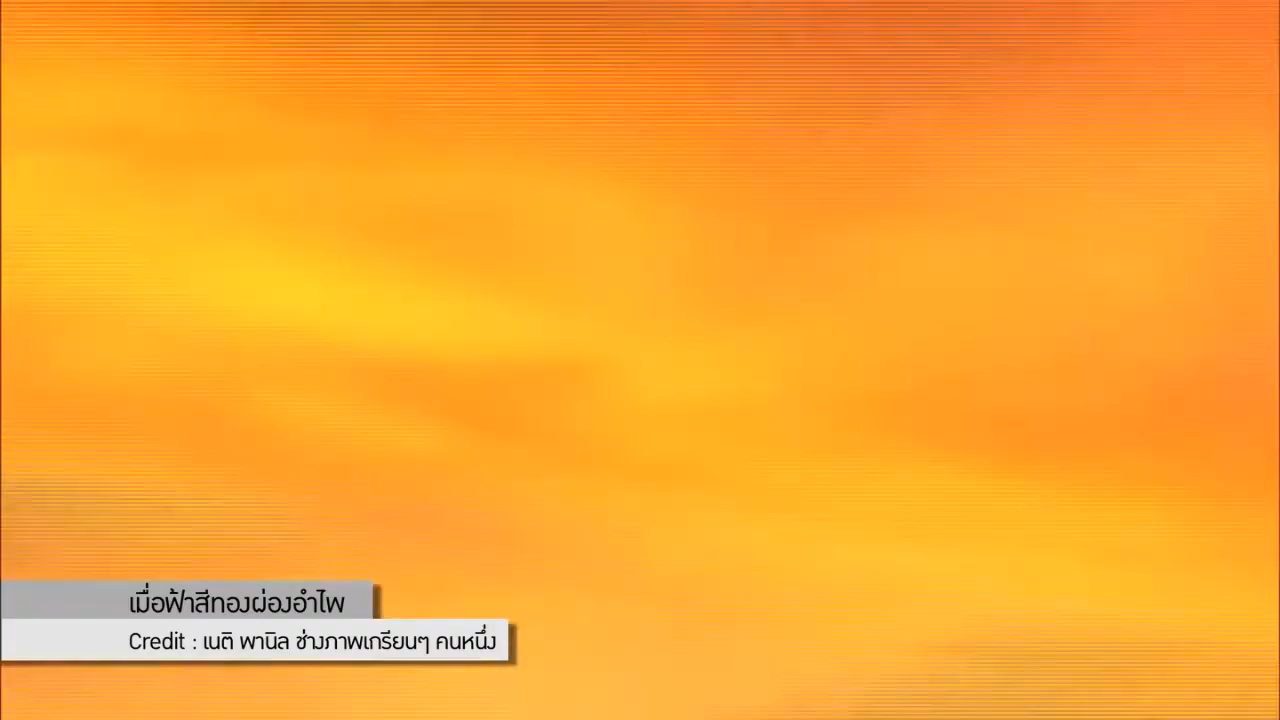 เมื่อฟ้าสีทองผ่องอำไพ
Credit : เนติ พานิล ช่างภาพเกรียนๆ คนหนึ่ง